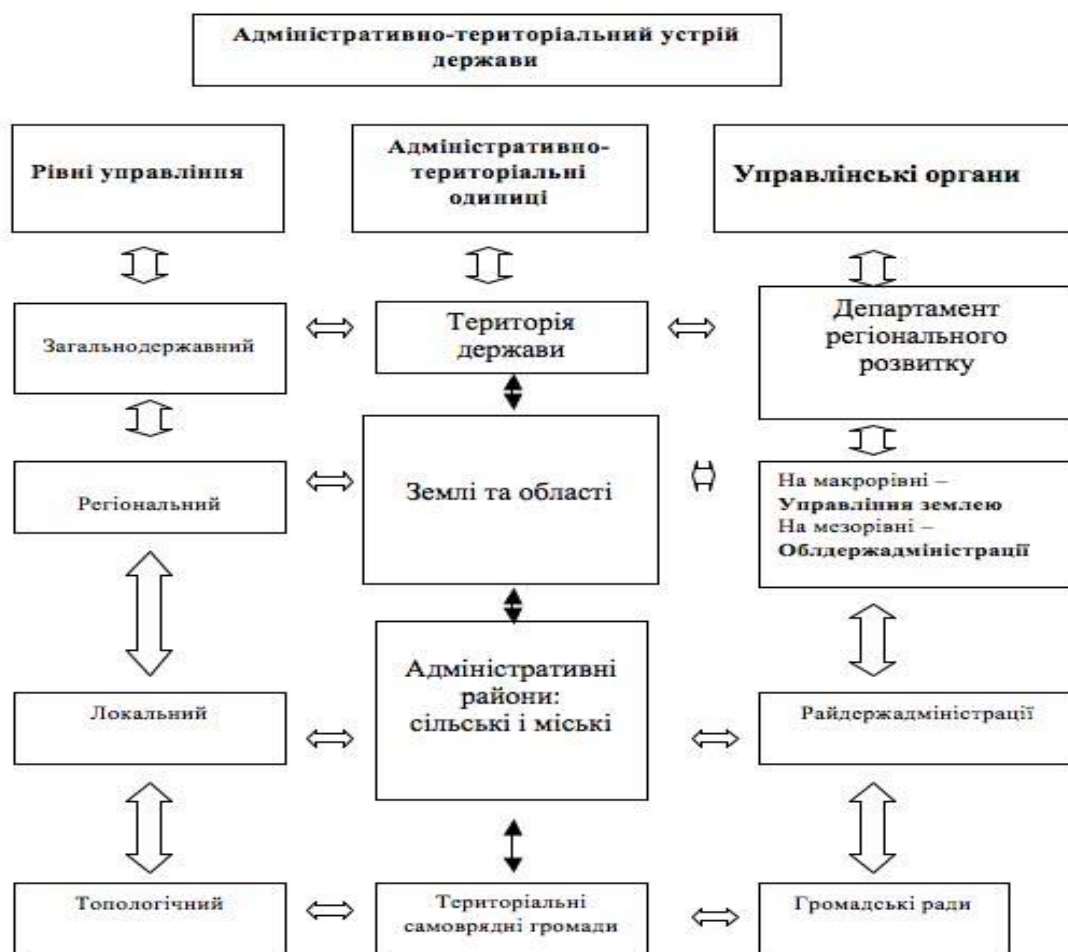 Адміністративно-територіальний устрій
держави
Рівні управління
Адміністративно-
територіальні
одиниці
Управлінські органи
Загальнодержавний
Територія
держави
Департамент
регіонального
розвитку
Регіональний
Землі та області
На макрорівні –
Управління землею
На мезорівні –
Облдержадміністрації
Локальний
Адміністративні
райони:
сільські і міські
Райдержадміністрації
Топологічний
Територіальні
самоврядні громади
Громадські ради